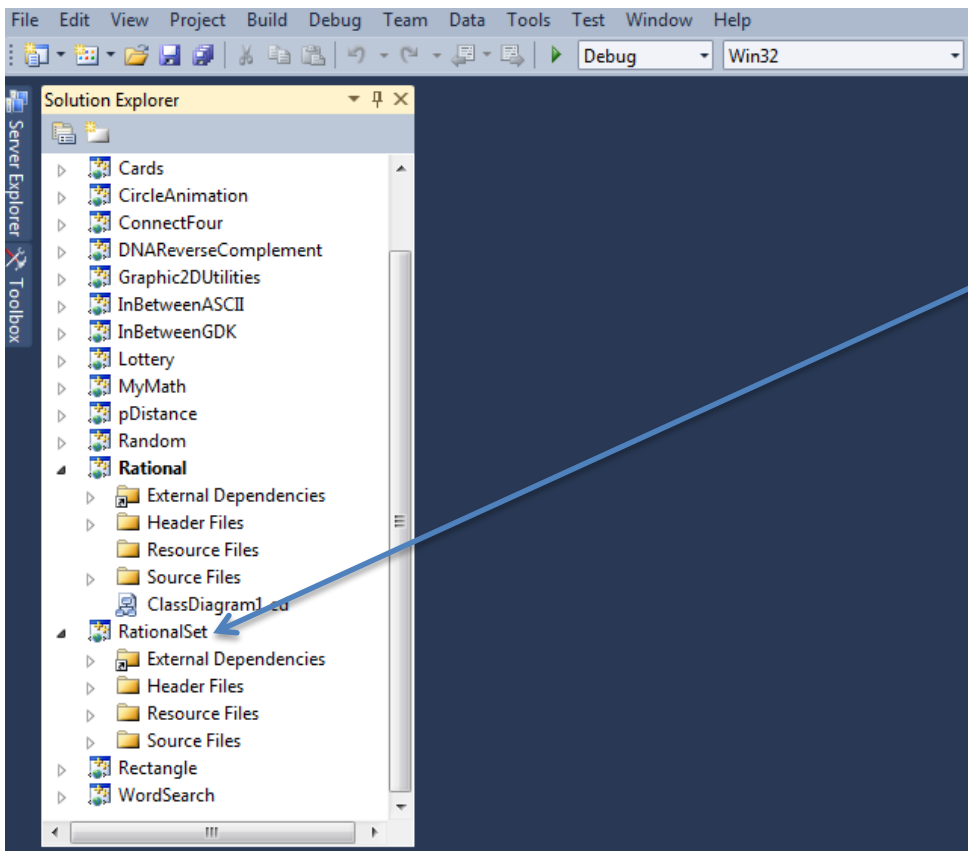 File Edit View Project Build Debug Team Data Tools Test Window Help
Debug Win32
Solution Explorer
Server Explorer
Toolbox
Cards
CircleAnimation
ConnectFour
DNAReverseComplement
Graphic2DUtilities
InBetweenASCII
InBetweenGDK
Lottery
MyMath
pDistance
Random
Rational
External Dependencies
Header Files
Resource Files
Source Files
ClassDiagram1.cd
RationalSet
External Dependencies
Header Files
Resource Files
Source Files
Rectangle
WordSearch